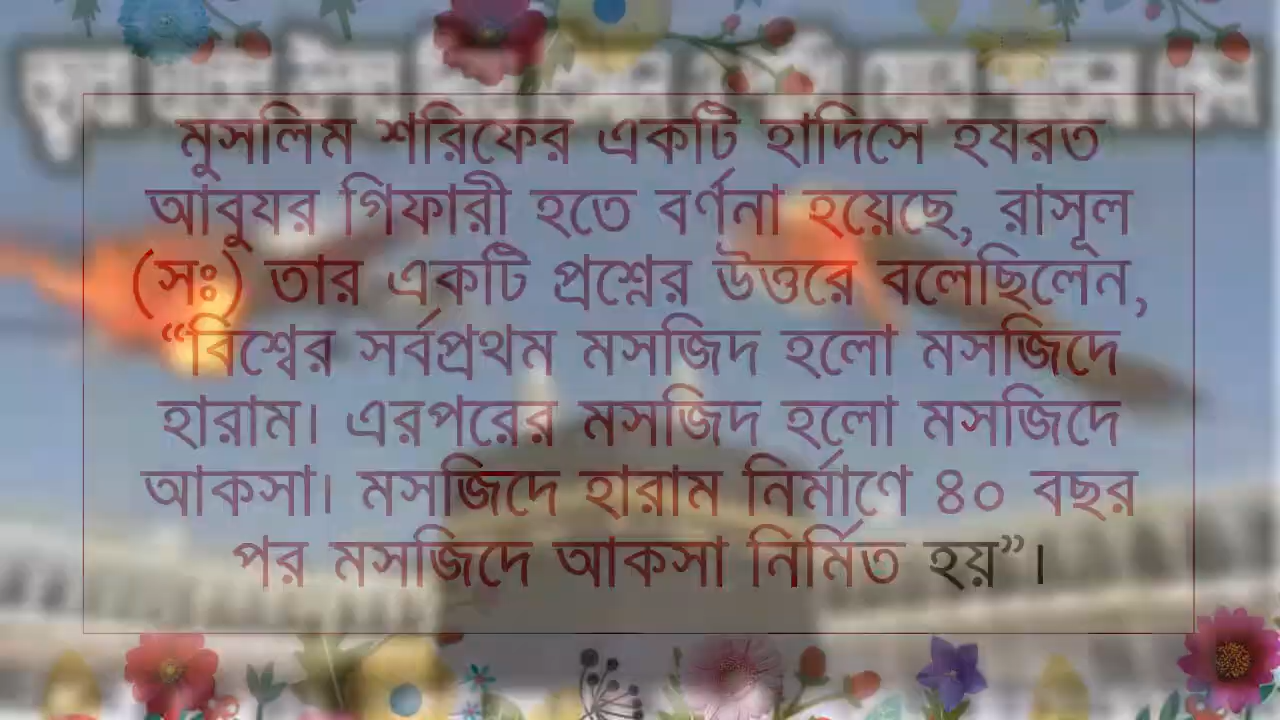 মুসলিম শরিফের একটি হাদিসে হযরত
আবুযর গিফারী হতে বর্ণনা হয়েছে, রাসূল
(সঃ) তার একটি প্রশ্নের উত্তরে বলেছিলেন,
“বিশ্বের সর্বপ্রথম মসজিদ হলো মসজিদে
হারাম। এরপরের মসজিদ হলো মসজিদে
আকসা। মসজিদে হারাম নির্মাণে ৪০ বছর
পর মসজিদে আকসা নির্মিত হয়”।